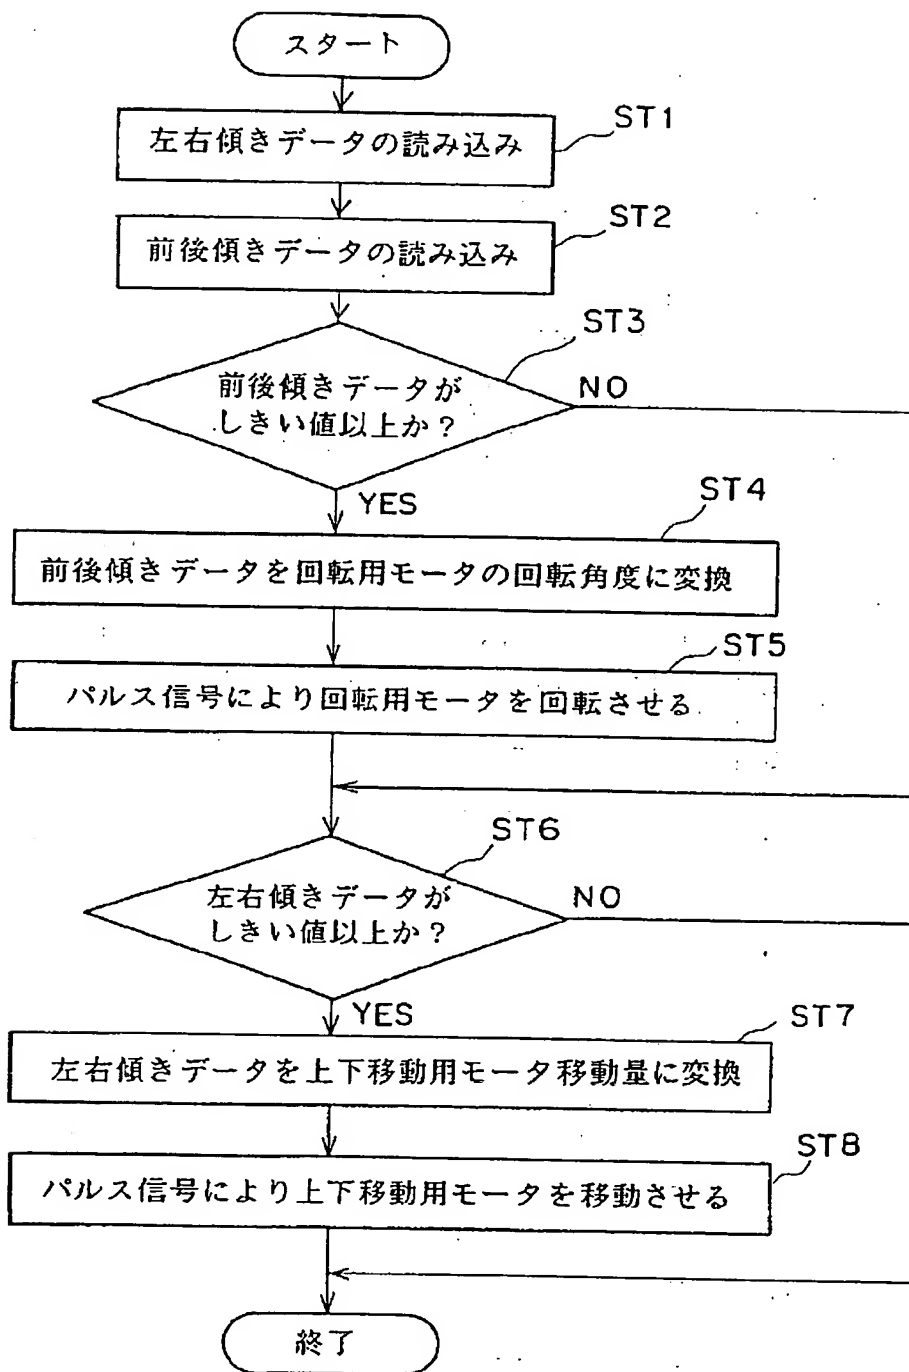 スタート
ST1
左右傾きデータの読み込み
ST2
前後傾きデータの読み込み
ST3
前後傾きデータが
しきい値以上か？
NO
YES
ST4
前後傾きデータを回転用モータの回転角度に変換
ST5
パルス信号により回転用モータを回転させる
ST6
左右傾きデータが
しきい値以上か？
NO
YES
ST7
左右傾きデータを上下移動用モータ移動量に変換
ST8
パルス信号により上下移動用モータを移動させる
終了